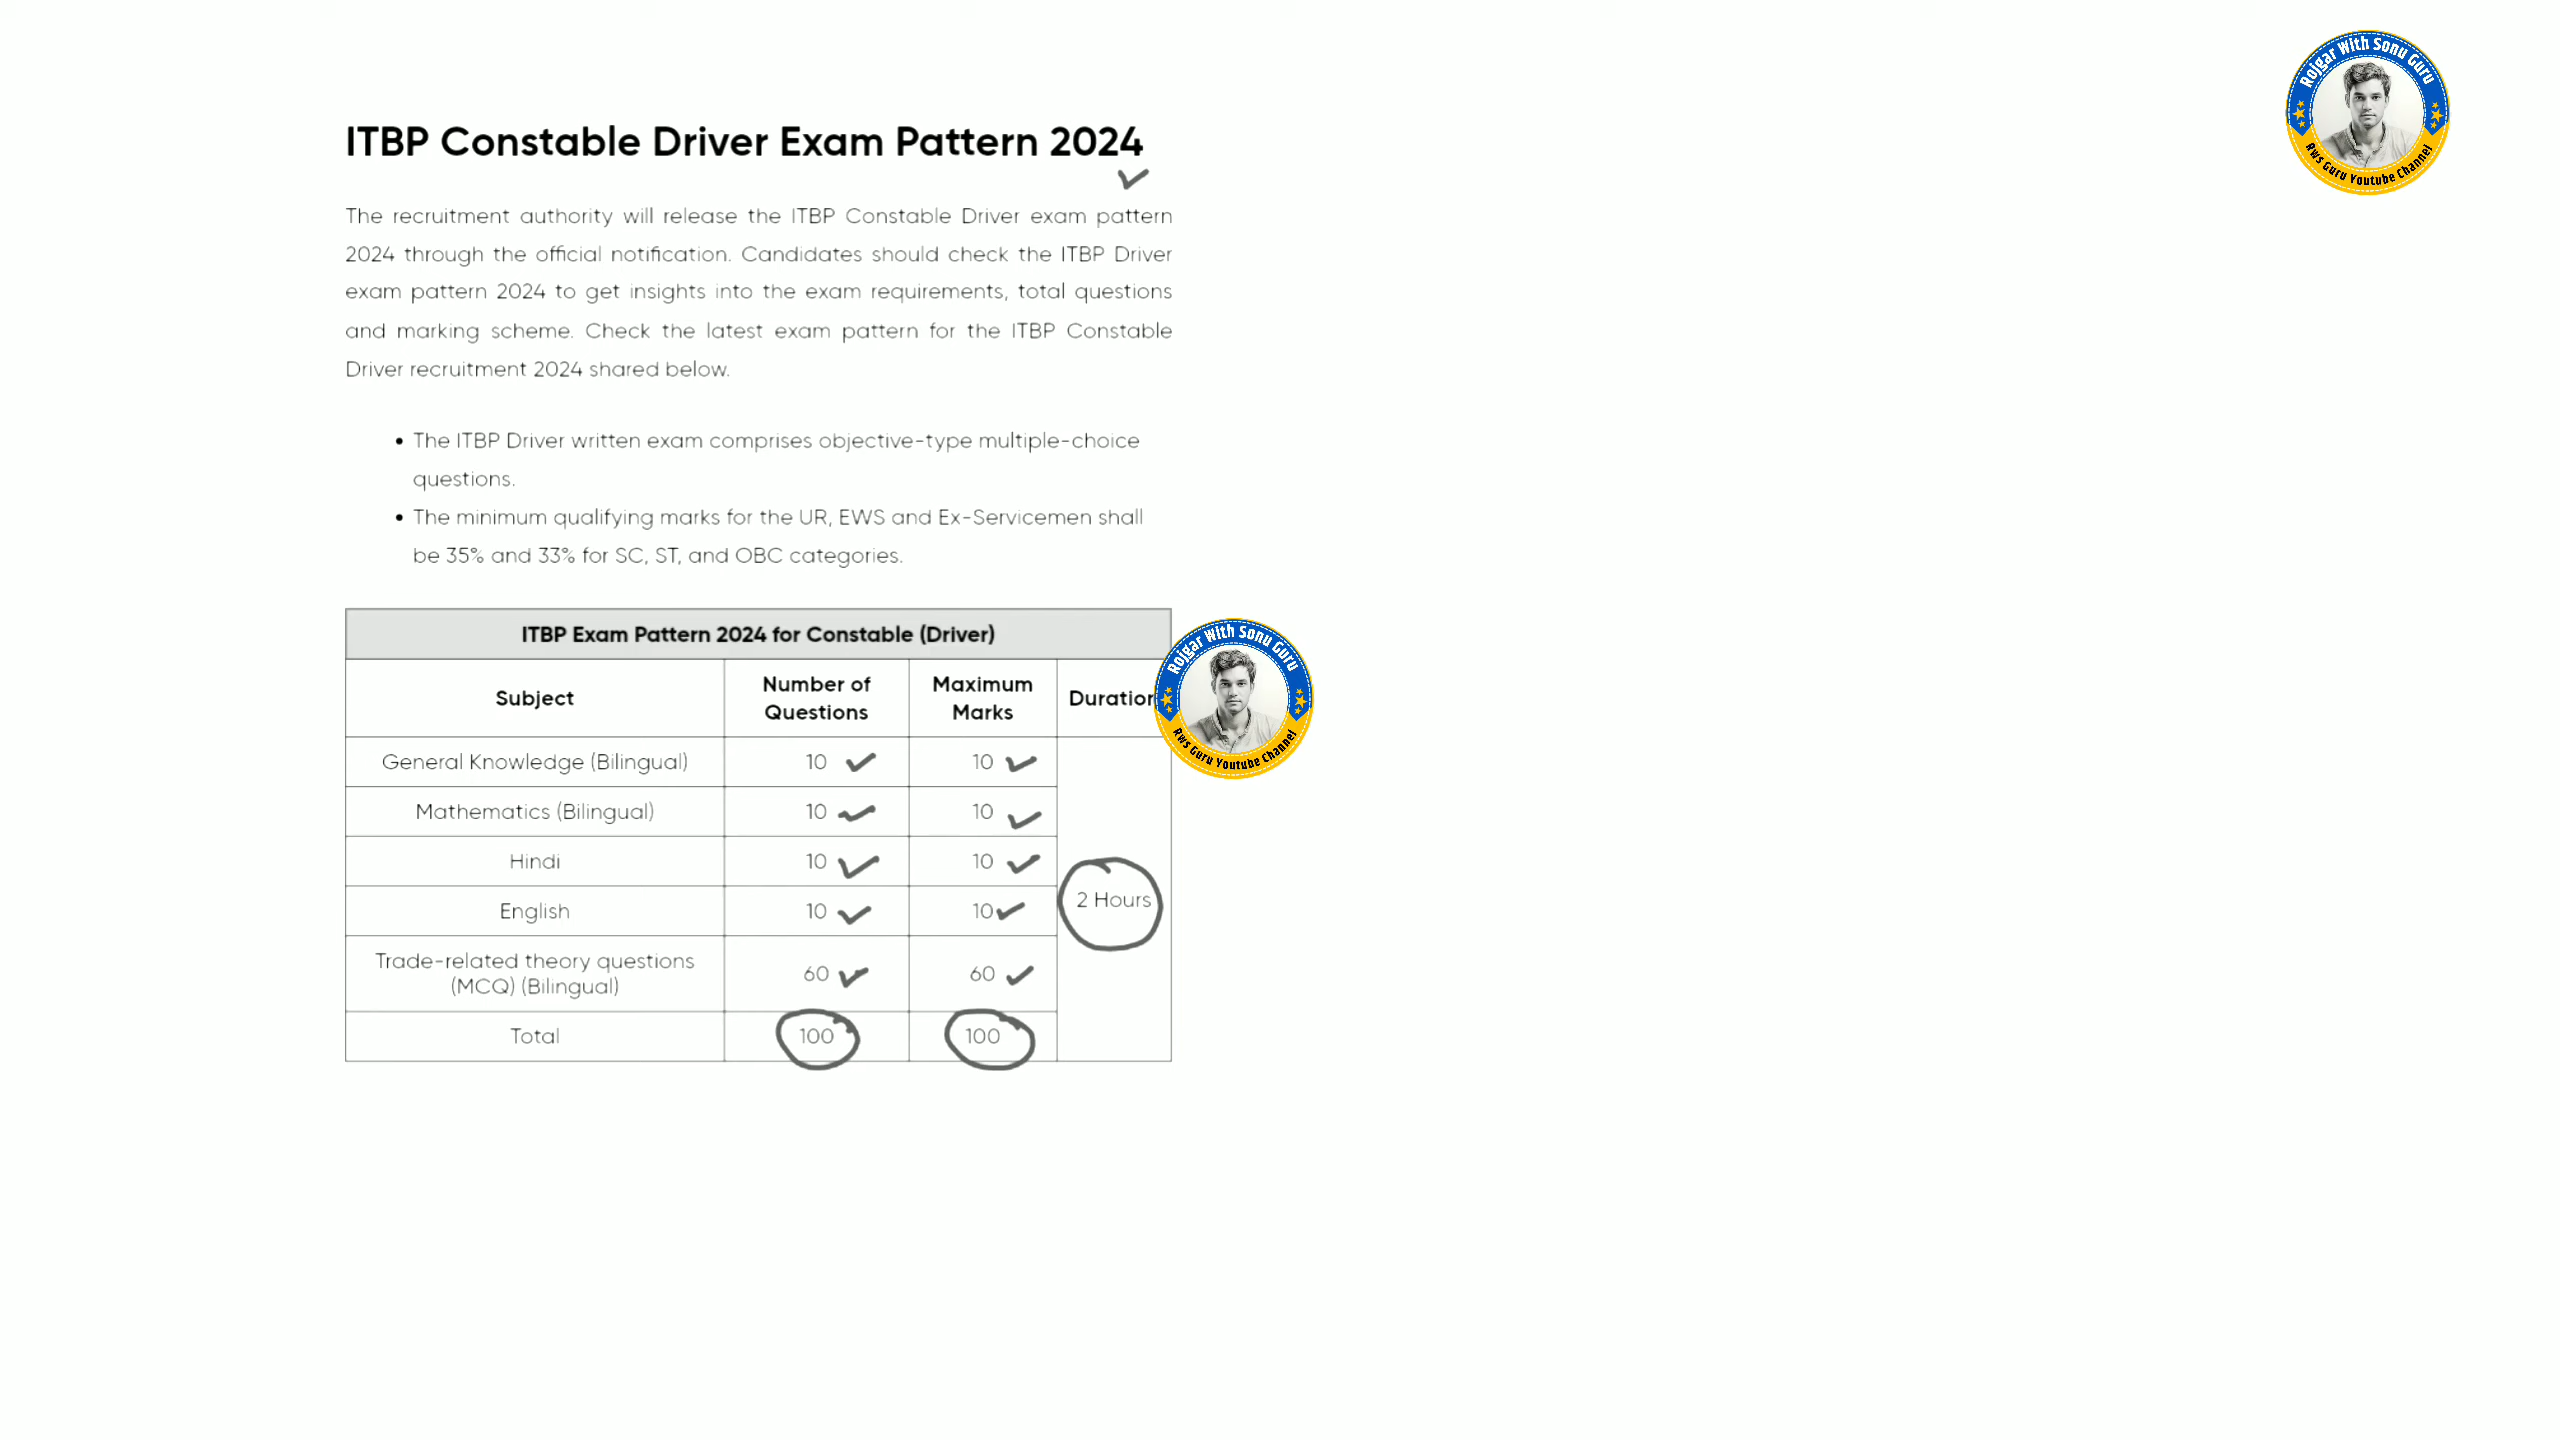 Rojgar With Sonu Guru
Rws Guru Youtube Channel
ITBP Constable Driver Exam Pattern 2024
The recruitment authority will release the ITBP Constable Driver exam pattern
2024 through the official notification. Candidates should check the ITBP Driver
exam pattern 2024 to get insights into the exam requirements, total questions
and marking scheme. Check the latest exam pattern for the ITBP Constable
Driver recruitment 2024 shared below.
• The ITBP Driver written exam comprises objective-type multiple-choice
questions.
• The minimum qualifying marks for the UR, EWS and Ex-Servicemen shall
be 35% and 33% for SC, ST, and OBC categories.
ITBP Exam Pattern 2024 for Constable (Driver)
Subject Number of Questions Maximum Marks Duration
General Knowledge (Bilingual) 10 10
Mathematics (Bilingual) 10 10
Hindi 10 10
English 10 10
2 Hours
Trade-related theory questions
(MCQ) (Bilingual) 60 60
Total 100 100
Rojgar With Sonu Guru
Rws Guru Youtube Channel